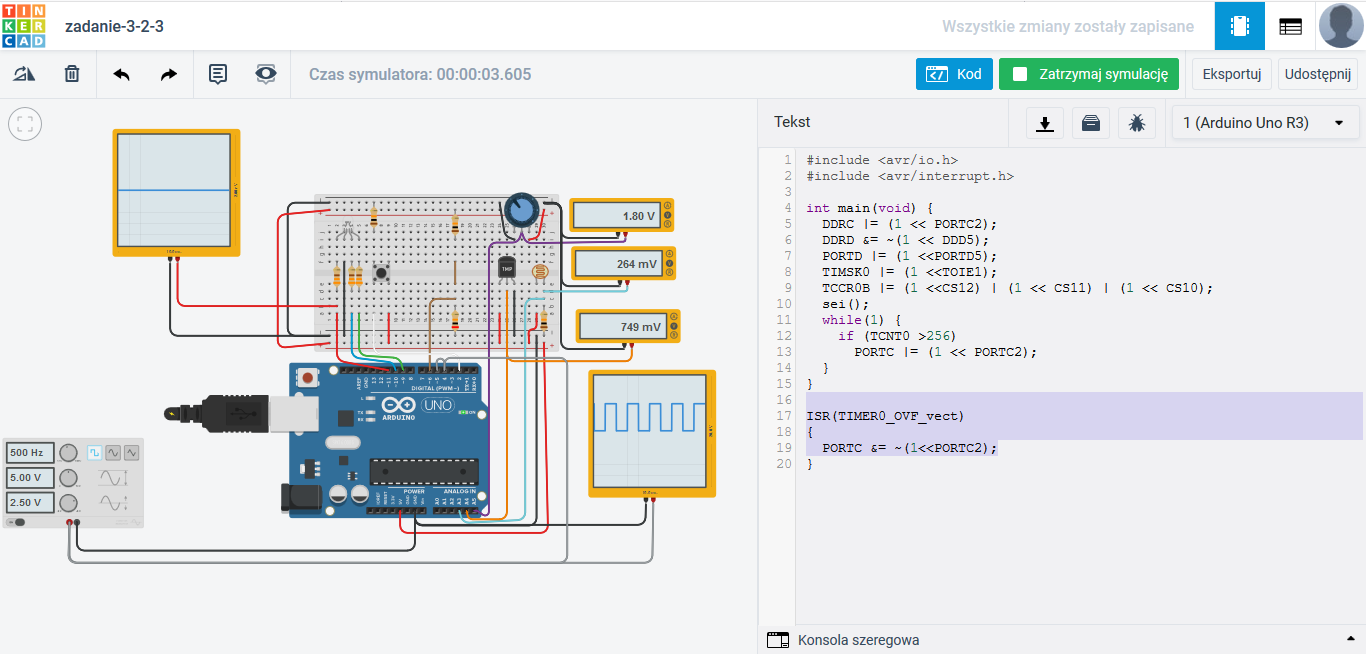 TIN
KER
CAD
zadanie-3-2-3
Wszystkie zmiany zostały zapisane
Czas symulatora: 00:00:03.605
Kod
Zatrzymaj symulację
Eksportuj
Udostępnij
Tekst
1 (Arduino Uno R3)
1 #include <avr/io.h>
2 #include <avr/interrupt.h>
3
4 int main(void) {
5 DDRC |= (1 << PORTC2);
6 DDRD &= ~(1 << DDD5);
7 PORTD |= (1 <<PORTD5);
8 TIMSK0 |= (1 <<TOIE1);
9 TCCR0B |= (1 <<CS12) | (1 << CS11) | (1 << CS10);
10 sei();
11 while(1) {
12 if (TCNT0 >256)
13 PORTC |= (1 << PORTC2);
14 }
15 }
16
17 ISR(TIMER0_OVF_vect)
18 {
19 PORTC &= ~(1<<PORTC2);
20 }
Konsola szeregowa
1.80 V
264 mV
TMP
749 mV
DIGITAL (PWM~)
UNO
ARDUINO
POWER
ANALOG IN
500 Hz
5.00 V
2.50 V